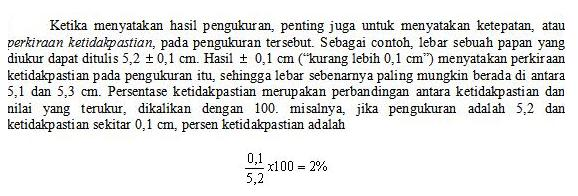 Ketika menyatakan hasil pengukuran, penting juga untuk menyatakan ketepatan, atau
perkiraan ketidakpastian, pada pengukuran tersebut. Sebagai contoh, lebar sebuah papan yang
diukur dapat ditulis 5,2 ± 0,1 cm. Hasil ± 0,1 cm (“kurang lebih 0,1 cm”) menyatakan perkiraan
ketidakpastian pada pengukuran itu, sehingga lebar sebenarnya paling mungkin berada di antara
5,1 dan 5,3 cm. Persentase ketidakpastian merupakan perbandingan antara ketidakpastian dan
nilai yang terukur, dikalikan dengan 100. misalnya, jika pengukuran adalah 5,2 dan
ketidakpastian sekitar 0,1 cm, persen ketidakpastian adalah
0,1
5,2
x100 = 2%